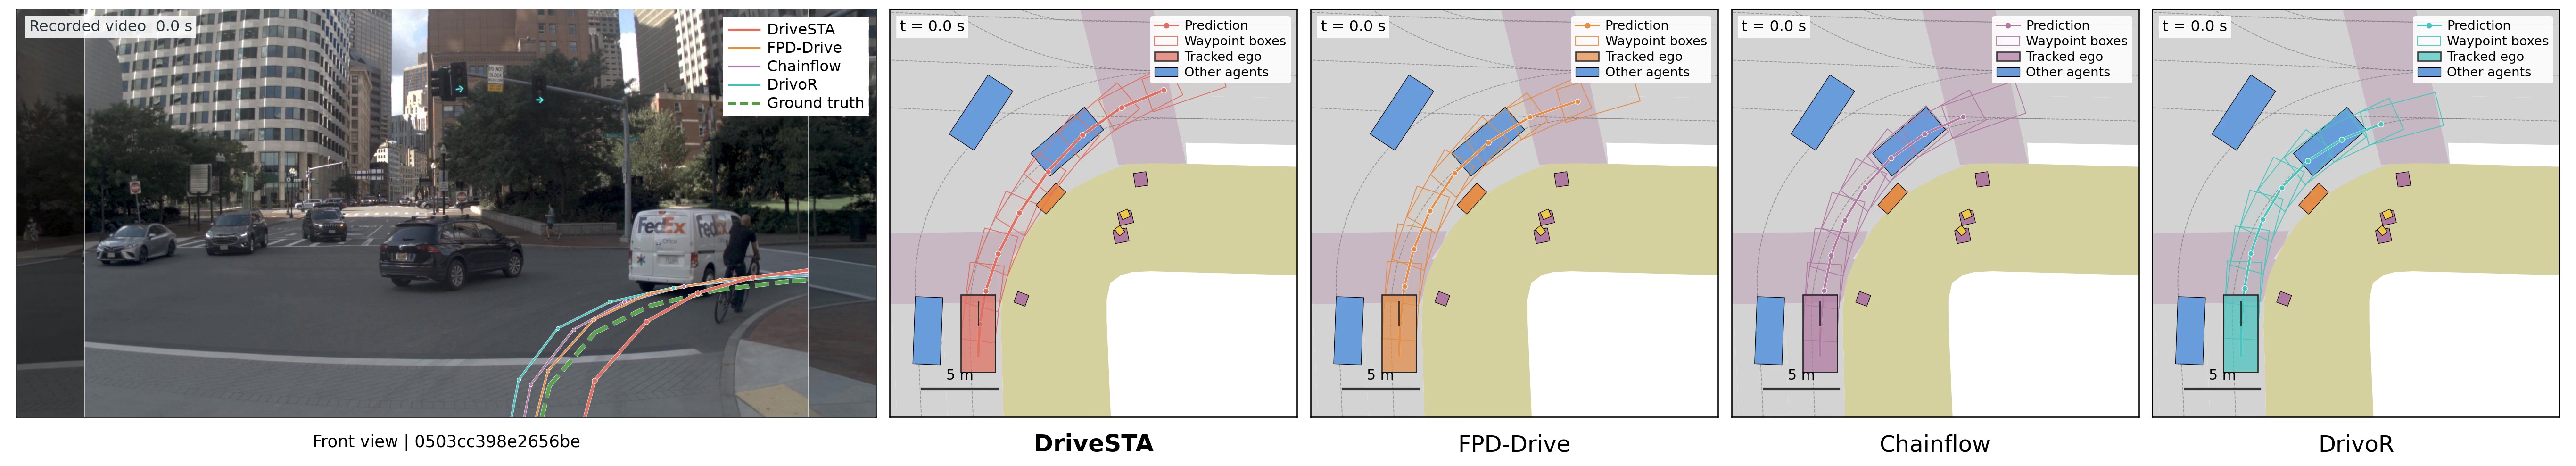 Recorded video 0.0 s
DriveSTA
FPD-Drive
Chainflow
DrivoR
Ground truth
FedEx
Office
FedEx
Front view | 0503cc398e2656be
t = 0.0 s
Prediction
Waypoint boxes
Tracked ego
Other agents
5 m
DriveSTA
t = 0.0 s
Prediction
Waypoint boxes
Tracked ego
Other agents
5 m
FPD-Drive
t = 0.0 s
Prediction
Waypoint boxes
Tracked ego
Other agents
5 m
Chainflow
t = 0.0 s
Prediction
Waypoint boxes
Tracked ego
Other agents
5 m
DrivoR